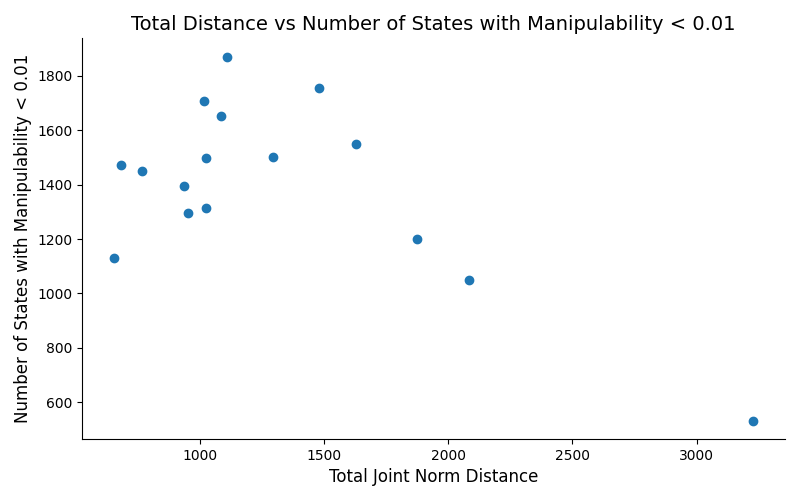 Total Distance vs Number of States with Manipulability < 0.01
Number of States with Manipulability < 0.01
1800
1600
1400
1200
1000
800
600
1000 1500 2000 2500 3000
Total Joint Norm Distance